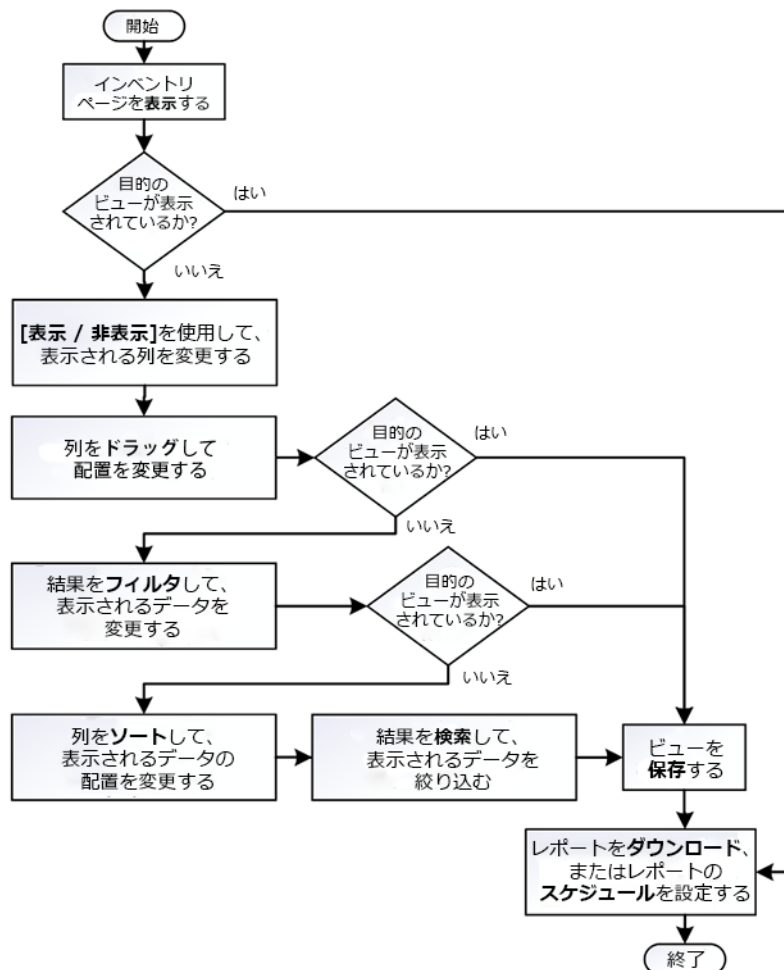 開始
インベントリ
ページを表示する
目的の
ビューが表示
されているか?
はい
いいえ
[表示 / 非表示]を使用して、
表示される列を変更する
列をドラッグして
配置を変更する
目的の
ビューが表示
されているか?
はい
いいえ
結果をフィルタして、
表示されるデータを
変更する
目的の
ビューが表示
されているか?
はい
いいえ
列をソートして、
表示されるデータの
配置を変更する
結果を検索して、
表示されるデータを
絞り込む
ビューを
保存する
レポートをダウンロード、
またはレポートの
スケジュールを設定する
終了